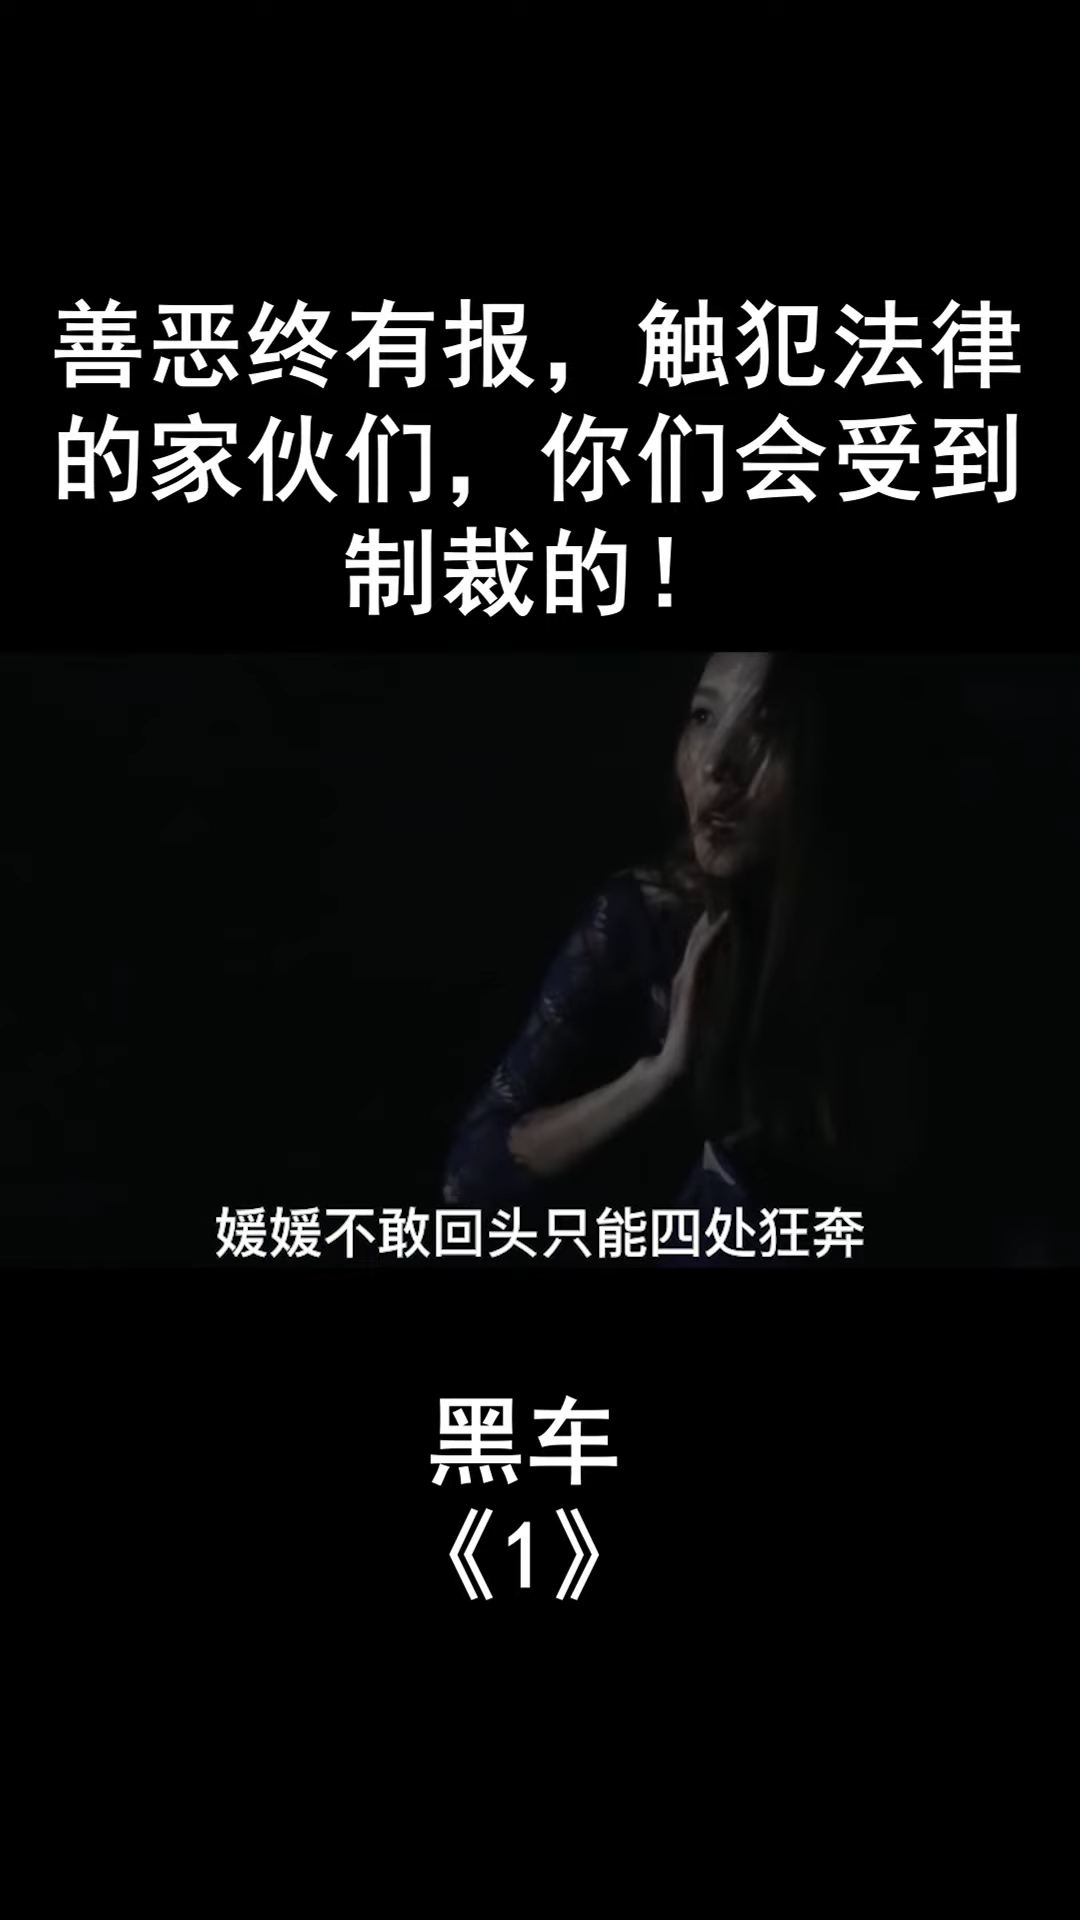 善恶终有报，触犯法律
的家伙们，你们会受到
制裁的！
媛媛不敢回头只能四处狂奔
黑车
《1》